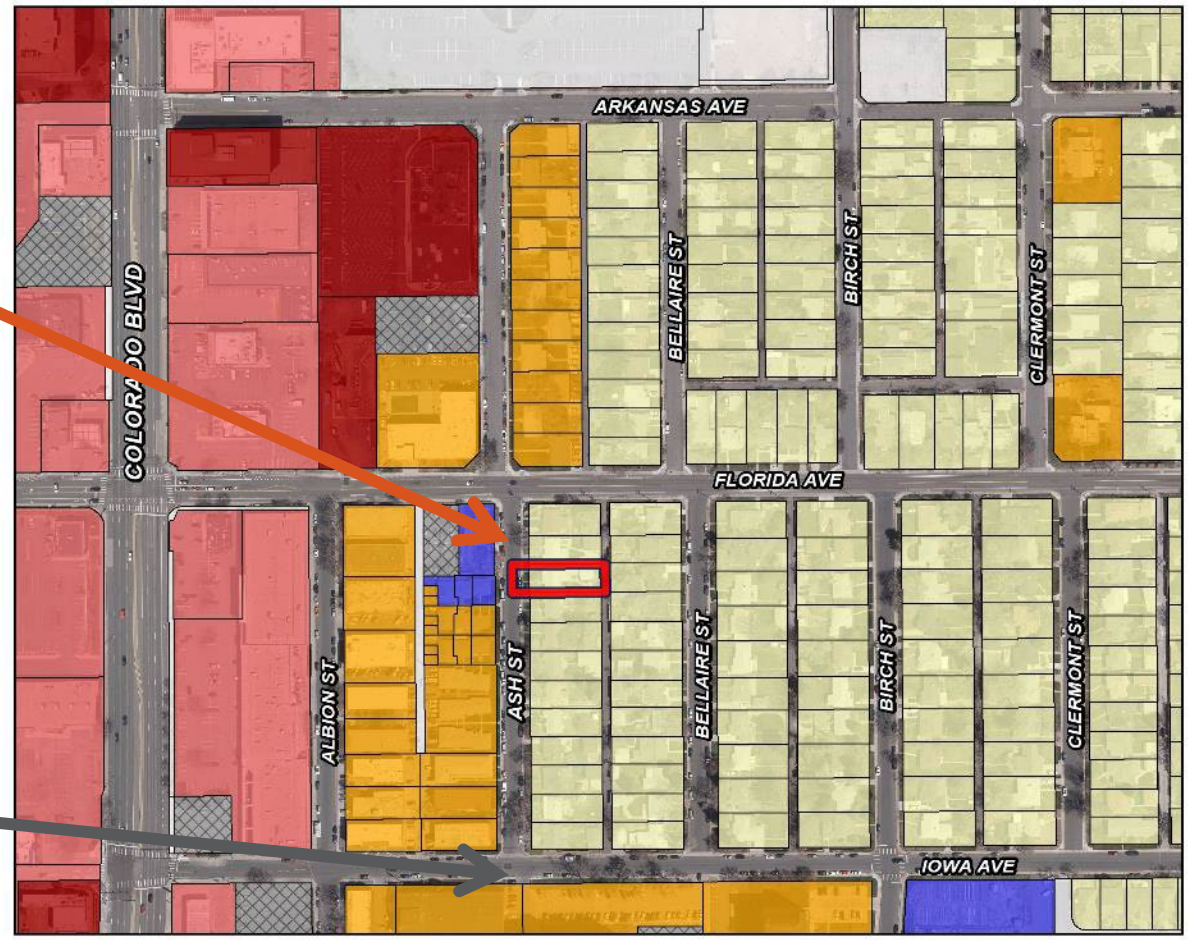 ARKANSAS AVE
BELLAIRE ST
BIRCH ST
CLERMONT ST
COLORADO BLVD
FLORIDA AVE
ALBION ST
ASH ST
BELLAIRE ST
BIRCH ST
CLERMONT ST
IOWA AVE